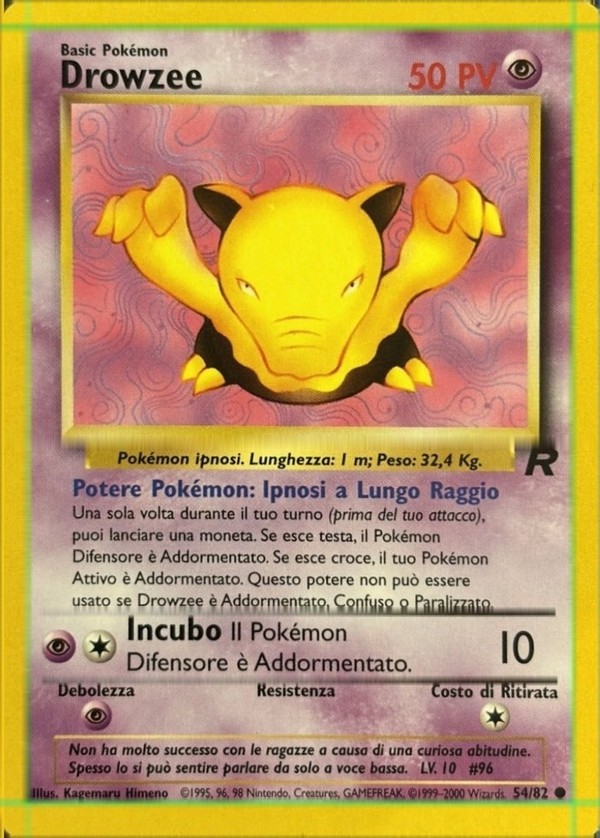 Basic Pokémon
Drowzee 50 PV
Pokémon ipnosi. Lunghezza: 1 m; Peso: 32,4 Kg.
R
Potere Pokémon: Ipnosi a Lungo Raggio
Una sola volta durante il tuo turno (prima del tuo attacco),
puoi lanciare una moneta. Se esce testa, il Pokémon
Difensore è Addormentato. Se esce croce, il tuo Pokémon
Attivo è Addormentato. Questo potere non può essere
usato se Drowzee è Addormentato, Confuso o Paralizzato.
Incubo Il Pokémon
Difensore è Addormentato. 10
Debolezza Resistenza Costo di Ritirata
Non ha molto successo con le ragazze a causa di una curiosa abitudine.
Spesso lo si può sentire parlare da solo a voce bassa. LV. 10 #96
Illus. Kagemaru Himeno ©1995, 96, 98 Nintendo, Creatures, GAMEFREAK. ©1999-2000 Wizards. 54/82